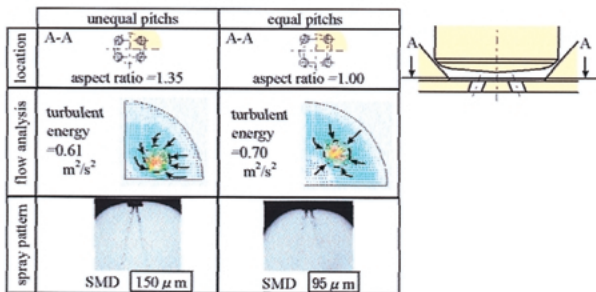 unequal pitchs
equal pitchs
location
A-A
aspect ratio =1.35
A-A
aspect ratio =1.00
flow analysis
turbulent
energy
=0.61
m²/s²
turbulent
energy
=0.70
m²/s²
spray pattern
SMD 150 μm
SMD 95 μm
A
A